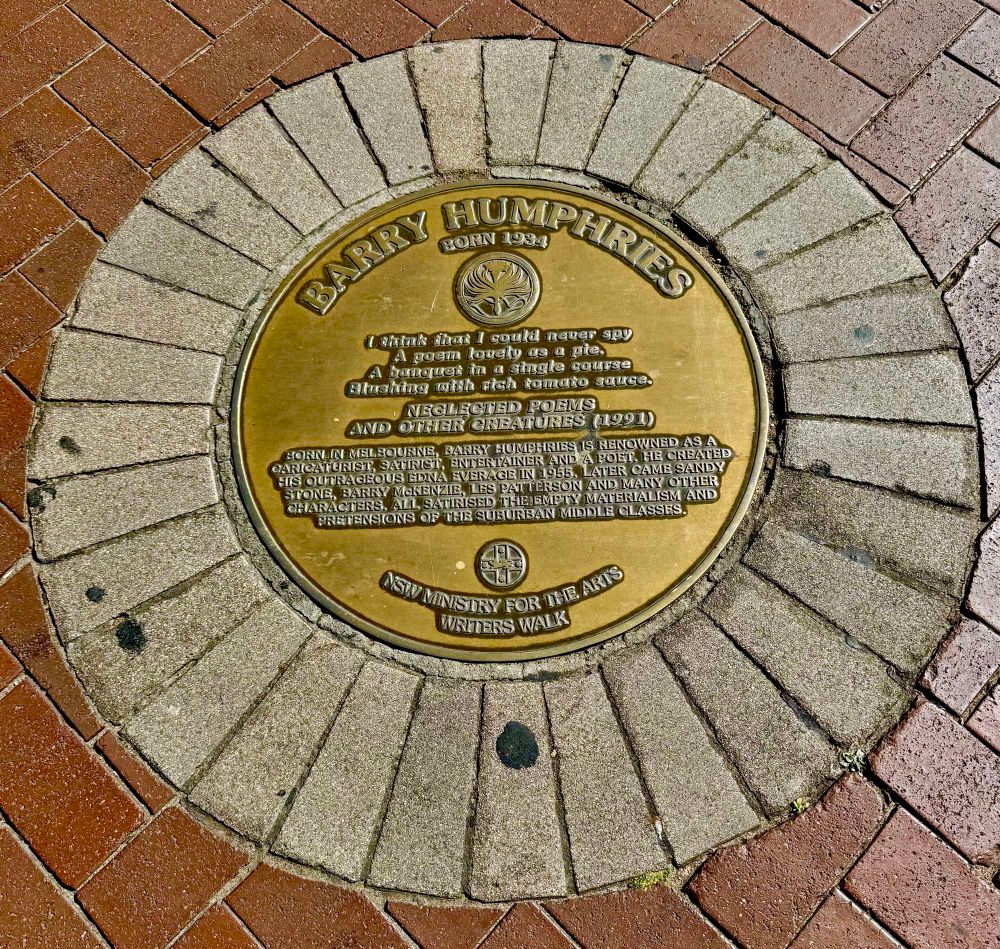 BARRY HUMPHRIES
BORN 1934
I think that I could never spy
A poem lovely as a pie.
A banquet in a single course
Blushing with rich tomato sauce.
NEGLECTED POEMS
AND OTHER CREATURES (1991)
BORN IN MELBOURNE, BARRY HUMPHRIES IS RENOWNED AS A
CARICATURIST, SATIRIST, ENTERTAINER AND A POET. HE CREATED
HIS OUTRAGEOUS EDNA EVERAGE IN 1955. LATER CAME SANDY
STONE, BARRY McKENZIE, LES PATTERSON AND MANY OTHER
CHARACTERS. ALL SATIRISED THE EMPTY MATERIALISM AND
PRETENSIONS OF THE SUBURBAN MIDDLE CLASSES.
NSW MINISTRY FOR THE ARTS
WRITERS WALK